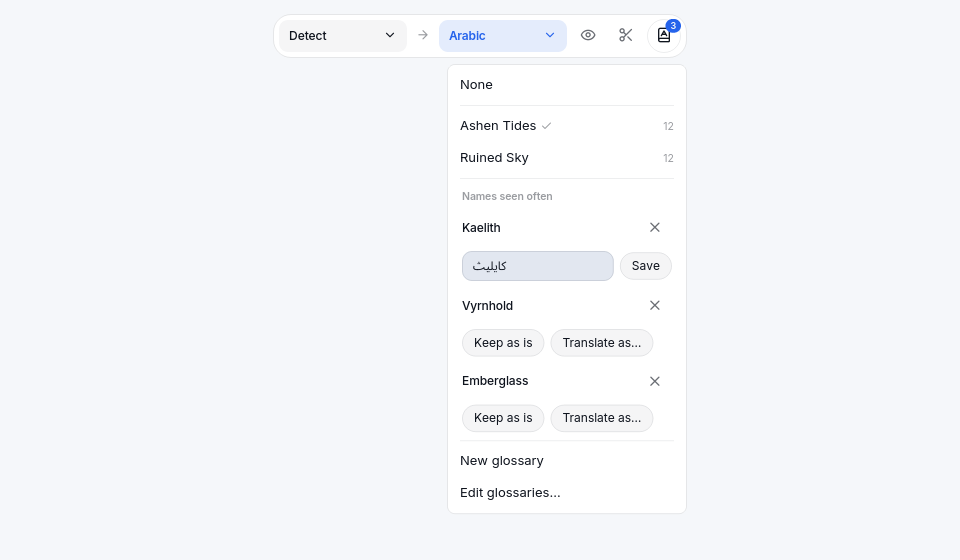 Detect
Arabic
3
None
Ashen Tides 12
Ruined Sky 12
Names seen often
Kaelith
كايليث
Save
Vyrnhold
Keep as is
Translate as...
Emberglass
Keep as is
Translate as...
New glossary
Edit glossaries...